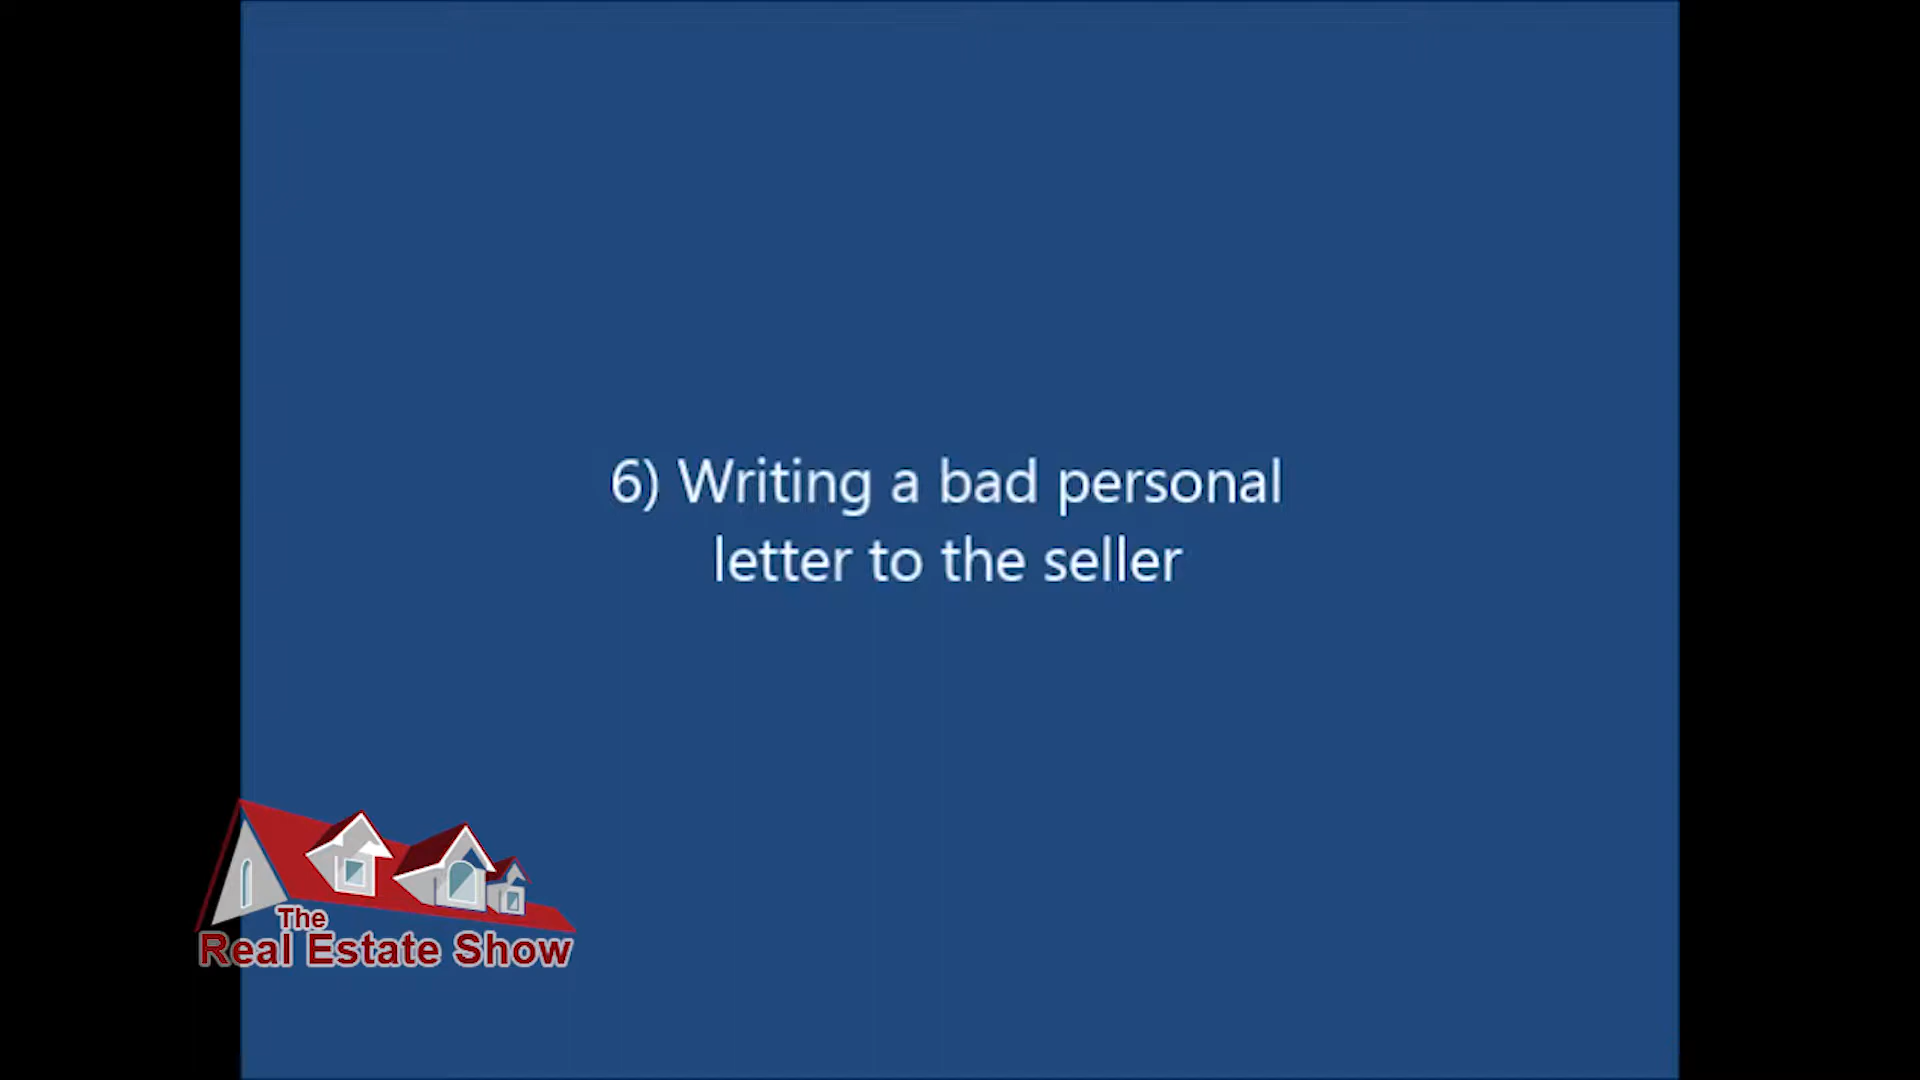 6) Writing a bad personal
letter to the seller
The
Real Estate Show